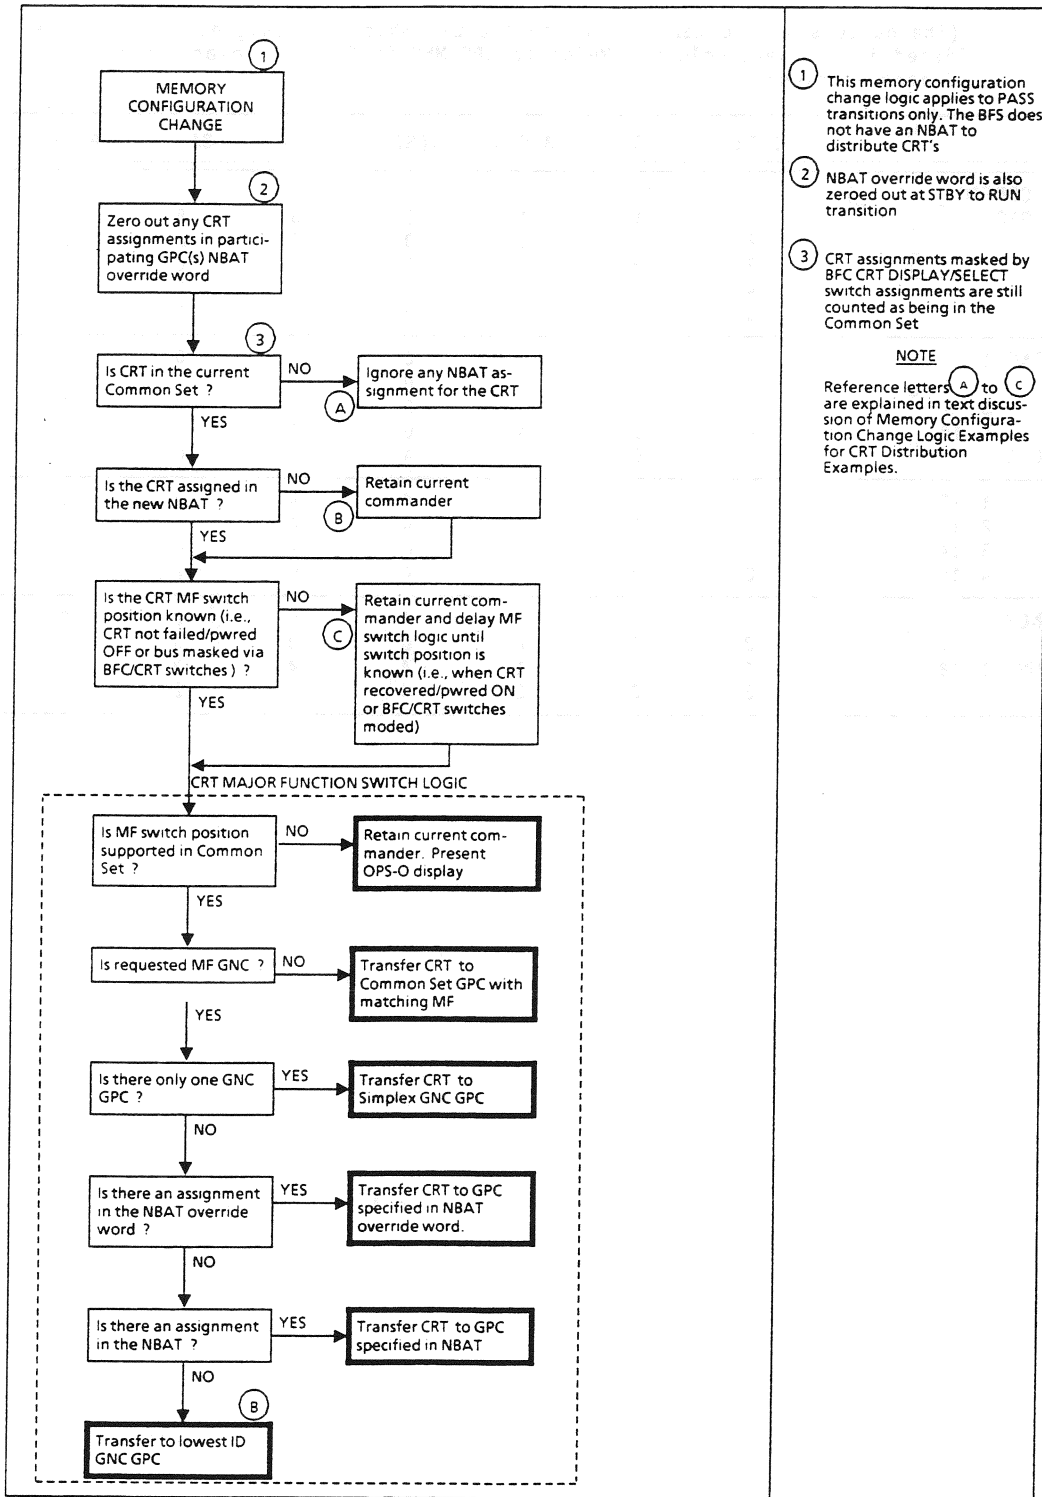 1
MEMORY
CONFIGURATION
CHANGE
2
Zero out any CRT
assignments in partici-
pating GPC(s) NBAT
override word
3
Is CRT in the current
Common Set ?
NO
A
Ignore any NBAT as-
signment for the CRT
YES
Is the CRT assigned in
the new NBAT ?
NO
B
Retain current
commander
YES
Is the CRT MF switch
position known (i.e.,
CRT not failed/pwred
OFF or bus masked via
BFC/CRT switches ) ?
NO
C
Retain current com-
mander and delay MF
switch logic until
switch position is
known (i.e., when CRT
recovered/pwred ON
or BFC/CRT switches
moded)
YES
CRT MAJOR FUNCTION SWITCH LOGIC
Is MF switch position
supported in Common
Set ?
NO
Retain current com-
mander. Present
OPS-O display
YES
Is requested MF GNC ?
NO
Transfer CRT to
Common Set GPC with
matching MF
YES
Is there only one GNC
GPC ?
YES
Transfer CRT to
Simplex GNC GPC
NO
Is there an assignment
in the NBAT override
word ?
YES
Transfer CRT to GPC
specified in NBAT
override word.
NO
Is there an assignment
in the NBAT ?
YES
Transfer CRT to GPC
specified in NBAT
NO
B
Transfer to lowest ID
GNC GPC
1 This memory configuration
change logic applies to PASS
transitions only. The BFS does
not have an NBAT to
distribute CRT's
2 NBAT override word is also
zeroed out at STBY to RUN
transition
3 CRT assignments masked by
BFC CRT DISPLAY/SELECT
switch assignments are still
counted as being in the
Common Set
NOTE
Reference letters A to C
are explained in text discus-
sion of Memory Configura-
tion Change Logic Examples
for CRT Distribution
Examples.